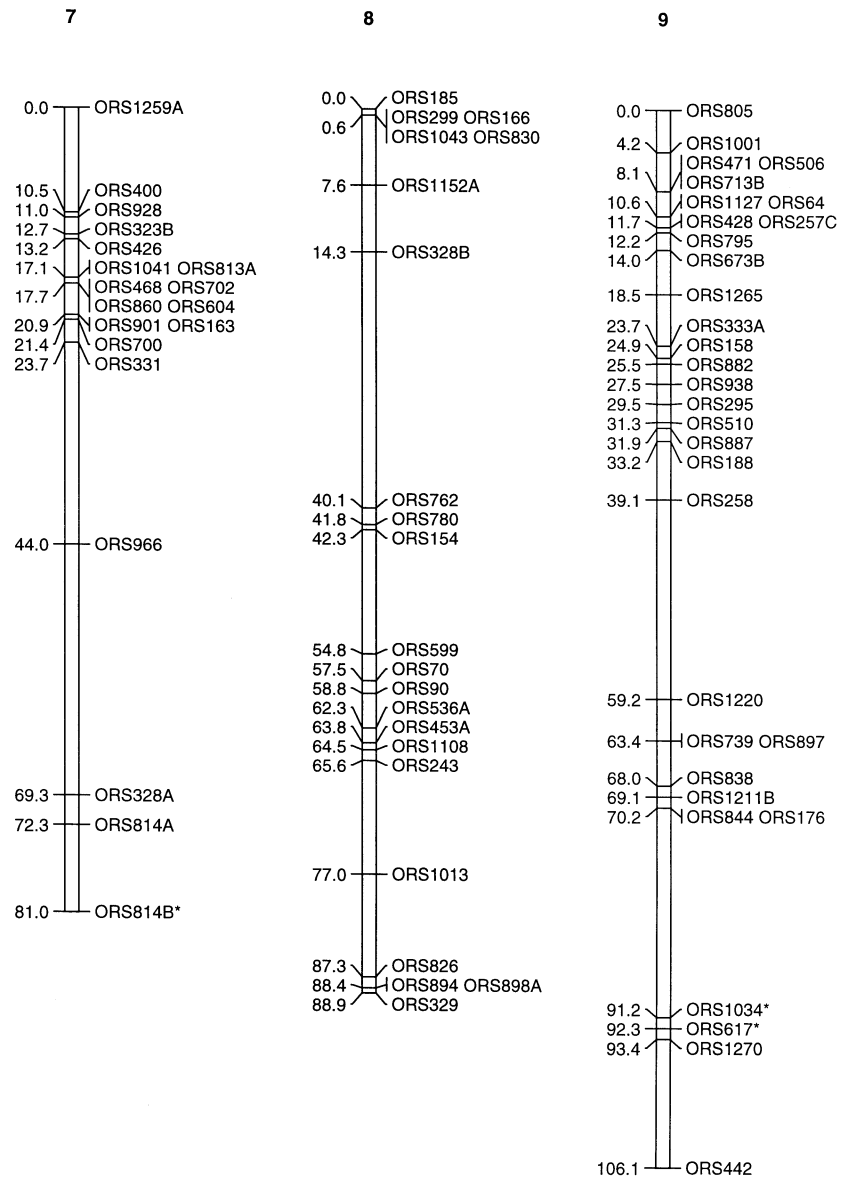 7
0.0 ORS1259A
10.5 ORS400
11.0 ORS928
12.7 ORS323B
13.2 ORS426
17.1 ORS1041 ORS813A
17.7 ORS468 ORS702
ORS860 ORS604
20.9 ORS901 ORS163
21.4 ORS700
23.7 ORS331
44.0 ORS966
69.3 ORS328A
72.3 ORS814A
81.0 ORS814B*
8
0.0 ORS185
0.6 ORS299 ORS166
ORS1043 ORS830
7.6 ORS1152A
14.3 ORS328B
40.1 ORS762
41.8 ORS780
42.3 ORS154
54.8 ORS599
57.5 ORS70
58.8 ORS90
62.3 ORS536A
63.8 ORS453A
64.5 ORS1108
65.6 ORS243
77.0 ORS1013
87.3 ORS826
88.4 ORS894 ORS898A
88.9 ORS329
9
0.0 ORS805
4.2 ORS1001
8.1 ORS471 ORS506
ORS713B
10.6 ORS1127 ORS64
11.7 ORS428 ORS257C
12.2 ORS795
14.0 ORS673B
18.5 ORS1265
23.7 ORS333A
24.9 ORS158
25.5 ORS882
27.5 ORS938
29.5 ORS295
31.3 ORS510
31.9 ORS887
33.2 ORS188
39.1 ORS258
59.2 ORS1220
63.4 ORS739 ORS897
68.0 ORS838
69.1 ORS1211B
70.2 ORS844 ORS176
91.2 ORS1034*
92.3 ORS617*
93.4 ORS1270
106.1 ORS442